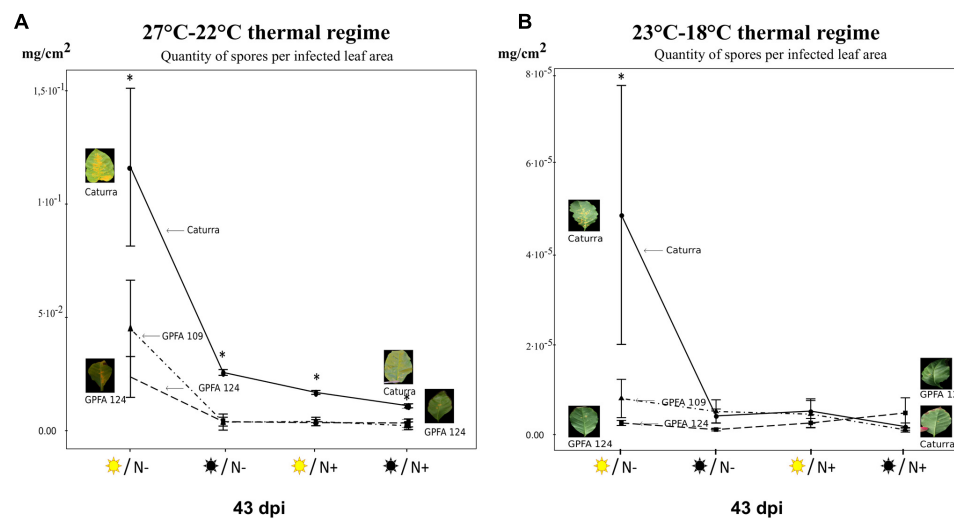 A
27°C-22°C thermal regime
mg/cm2
Quantity of spores per infected leaf area
1,5·10-1
1·10-1
5·10-2
0.00
*
*
*
*
Caturra
Caturra
GPFA 109
GPFA 124
GPFA 124
Caturra
GPFA 124
/ N-
/ N-
/ N+
/ N+
43 dpi
B
23°C-18°C thermal regime
mg/cm2
Quantity of spores per infected leaf area
8·10-5
6·10-5
4·10-5
2·10-5
0.00
*
Caturra
Caturra
GPFA 109
GPFA124
GPFA 124
GPFA 1
Caturra
/ N-
/ N-
/ N+
/ N+
43 dpi